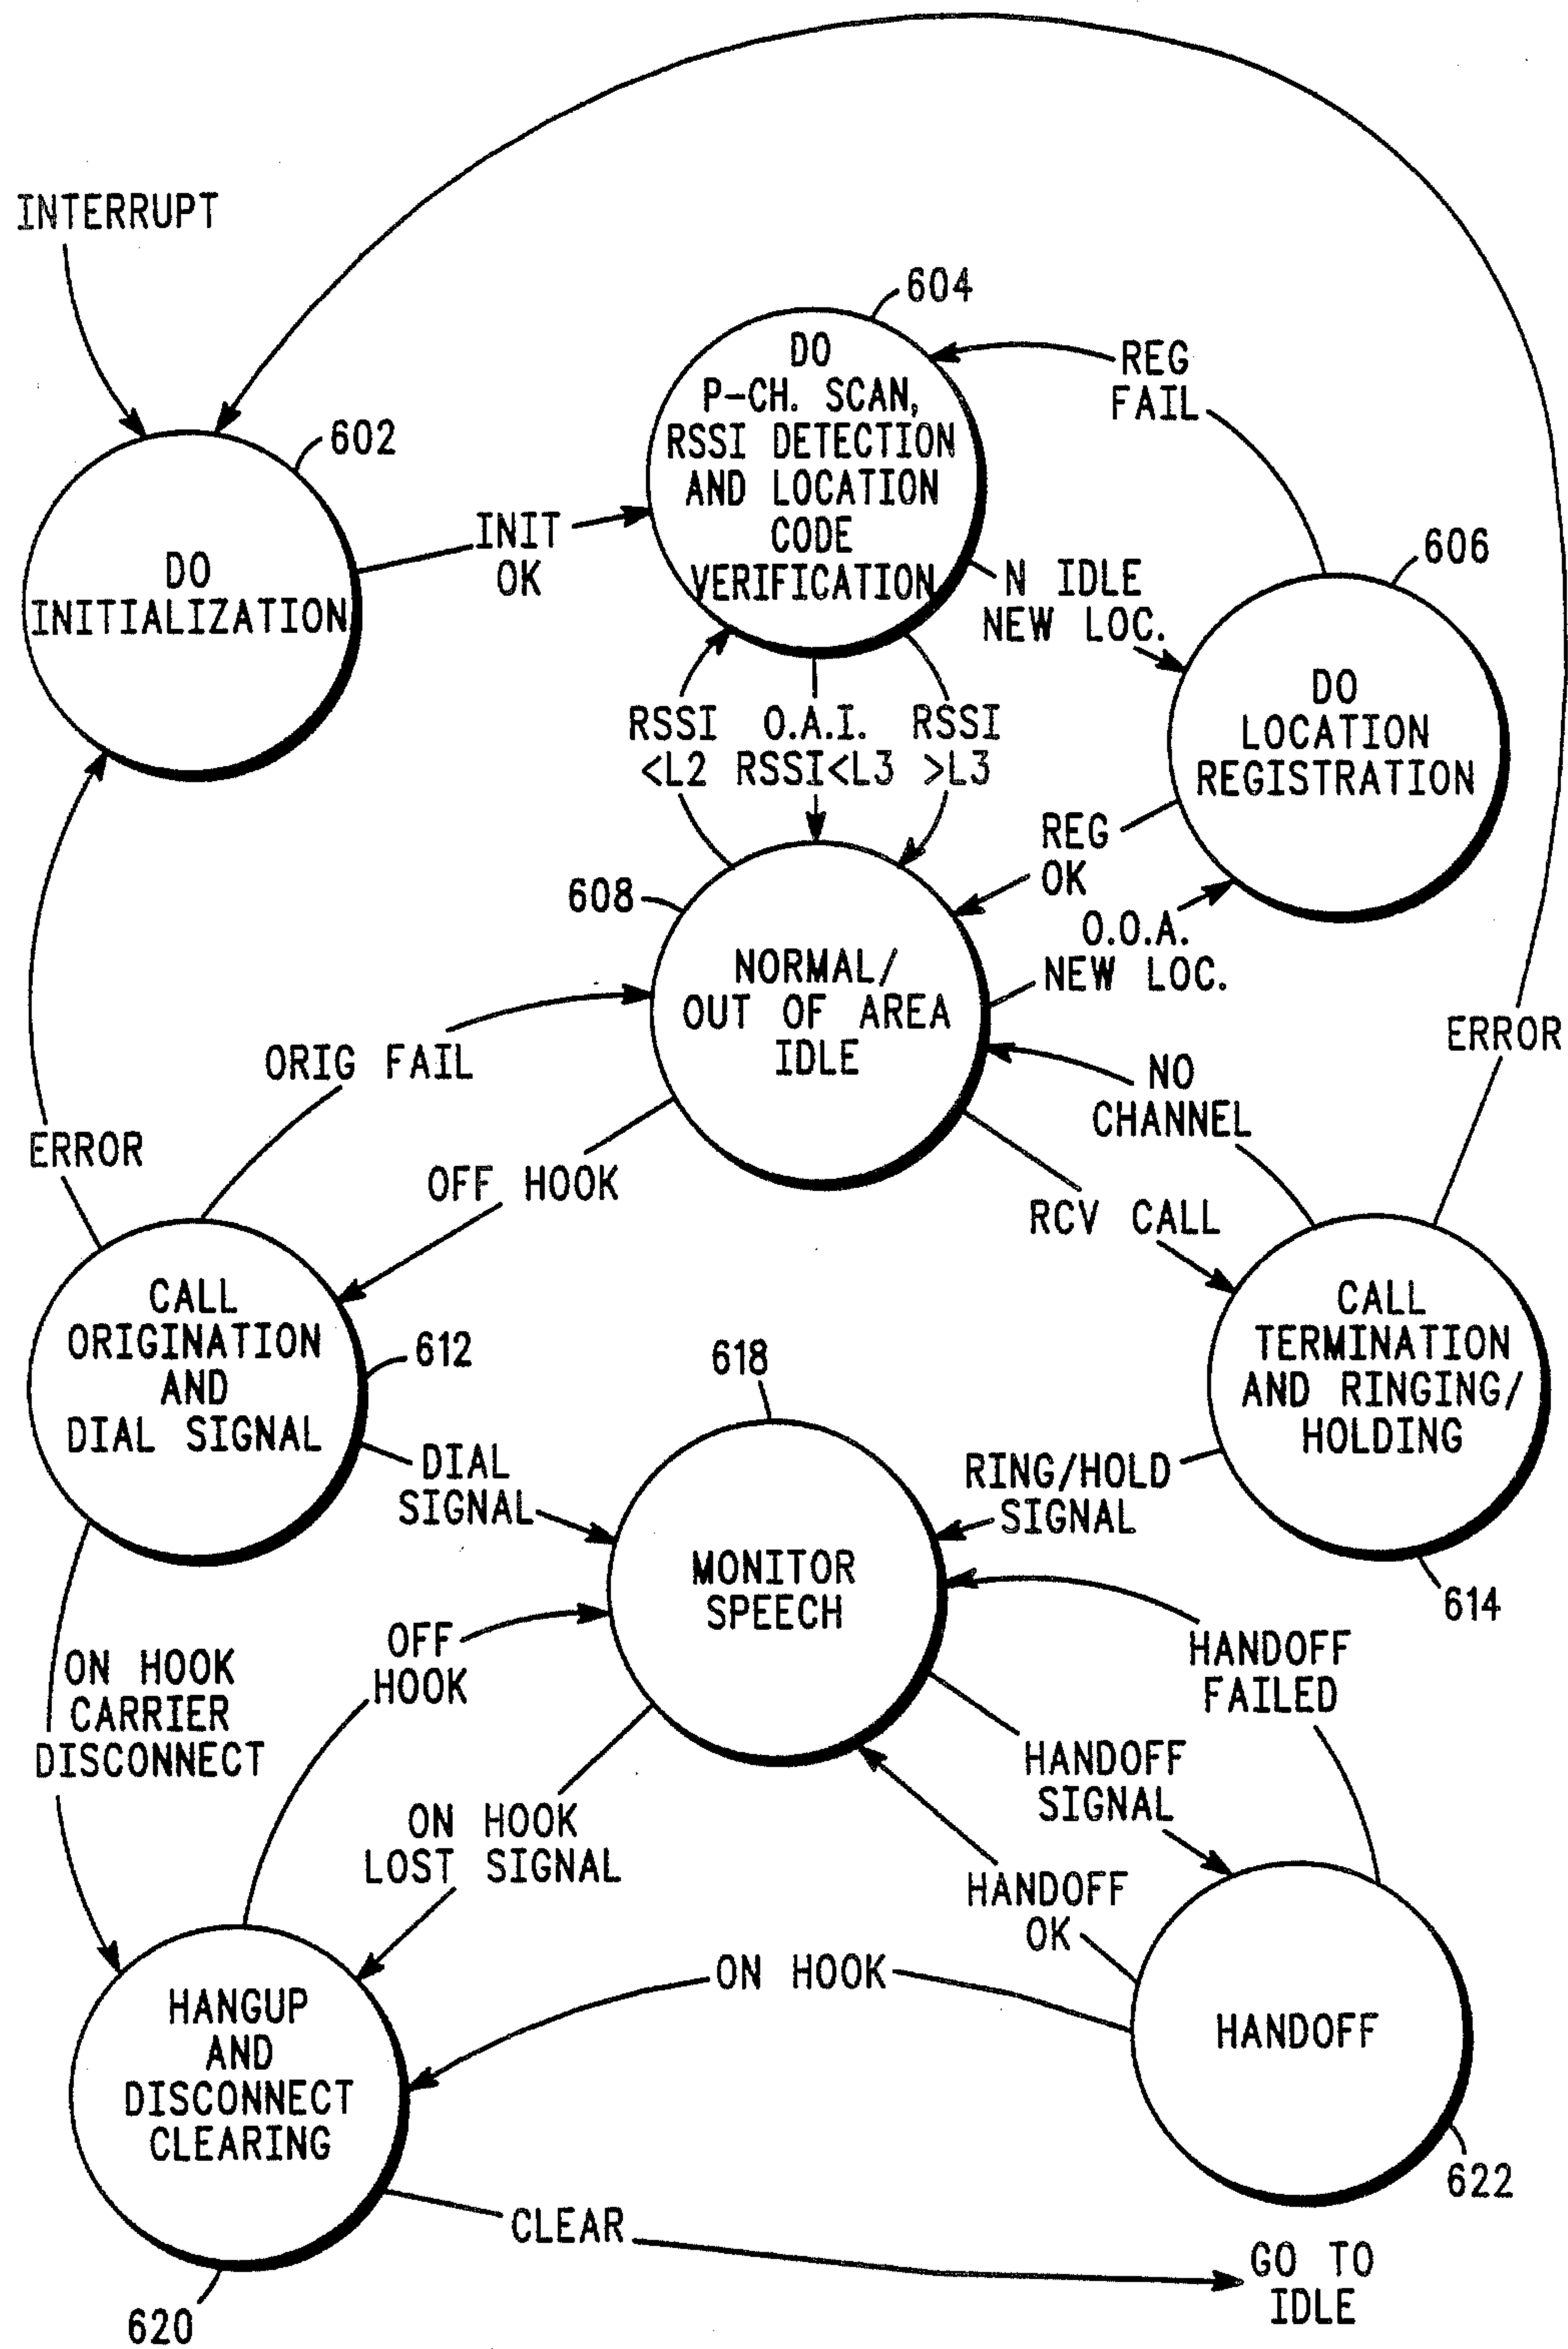 INTERRUPT
604
DO
P-CH. SCAN,
RSSI DETECTION
AND LOCATION
CODE
VERIFICATION
REG
FAIL
602
DO
INITIALIZATION
INIT
OK
N IDLE
NEW LOC.
606
DO
LOCATION
REGISTRATION
RSSI
<L2
O.A.I.
RSSI<L3
RSSI
>L3
REG
OK
O.O.A.
NEW LOC.
608
NORMAL/
OUT OF AREA
IDLE
ERROR
ORIG FAIL
NO
CHANNEL
ERROR
OFF HOOK
RCV CALL
CALL
ORIGINATION
AND
DIAL SIGNAL
612
618
CALL
TERMINATION
AND RINGING/
HOLDING
614
DIAL
SIGNAL
RING/HOLD
SIGNAL
MONITOR
SPEECH
OFF
HOOK
HANDOFF
FAILED
ON HOOK
CARRIER
DISCONNECT
HANDOFF
SIGNAL
ON HOOK
LOST SIGNAL
HANDOFF
OK
ON HOOK
HANGUP
AND
DISCONNECT
CLEARING
HANDOFF
622
CLEAR
GO TO
IDLE
620